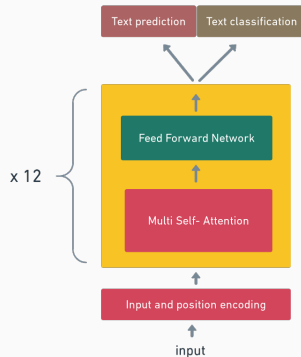 Text prediction
Text classification
Feed Forward Network
x 12
Multi Self- Attention
Input and position encoding
input